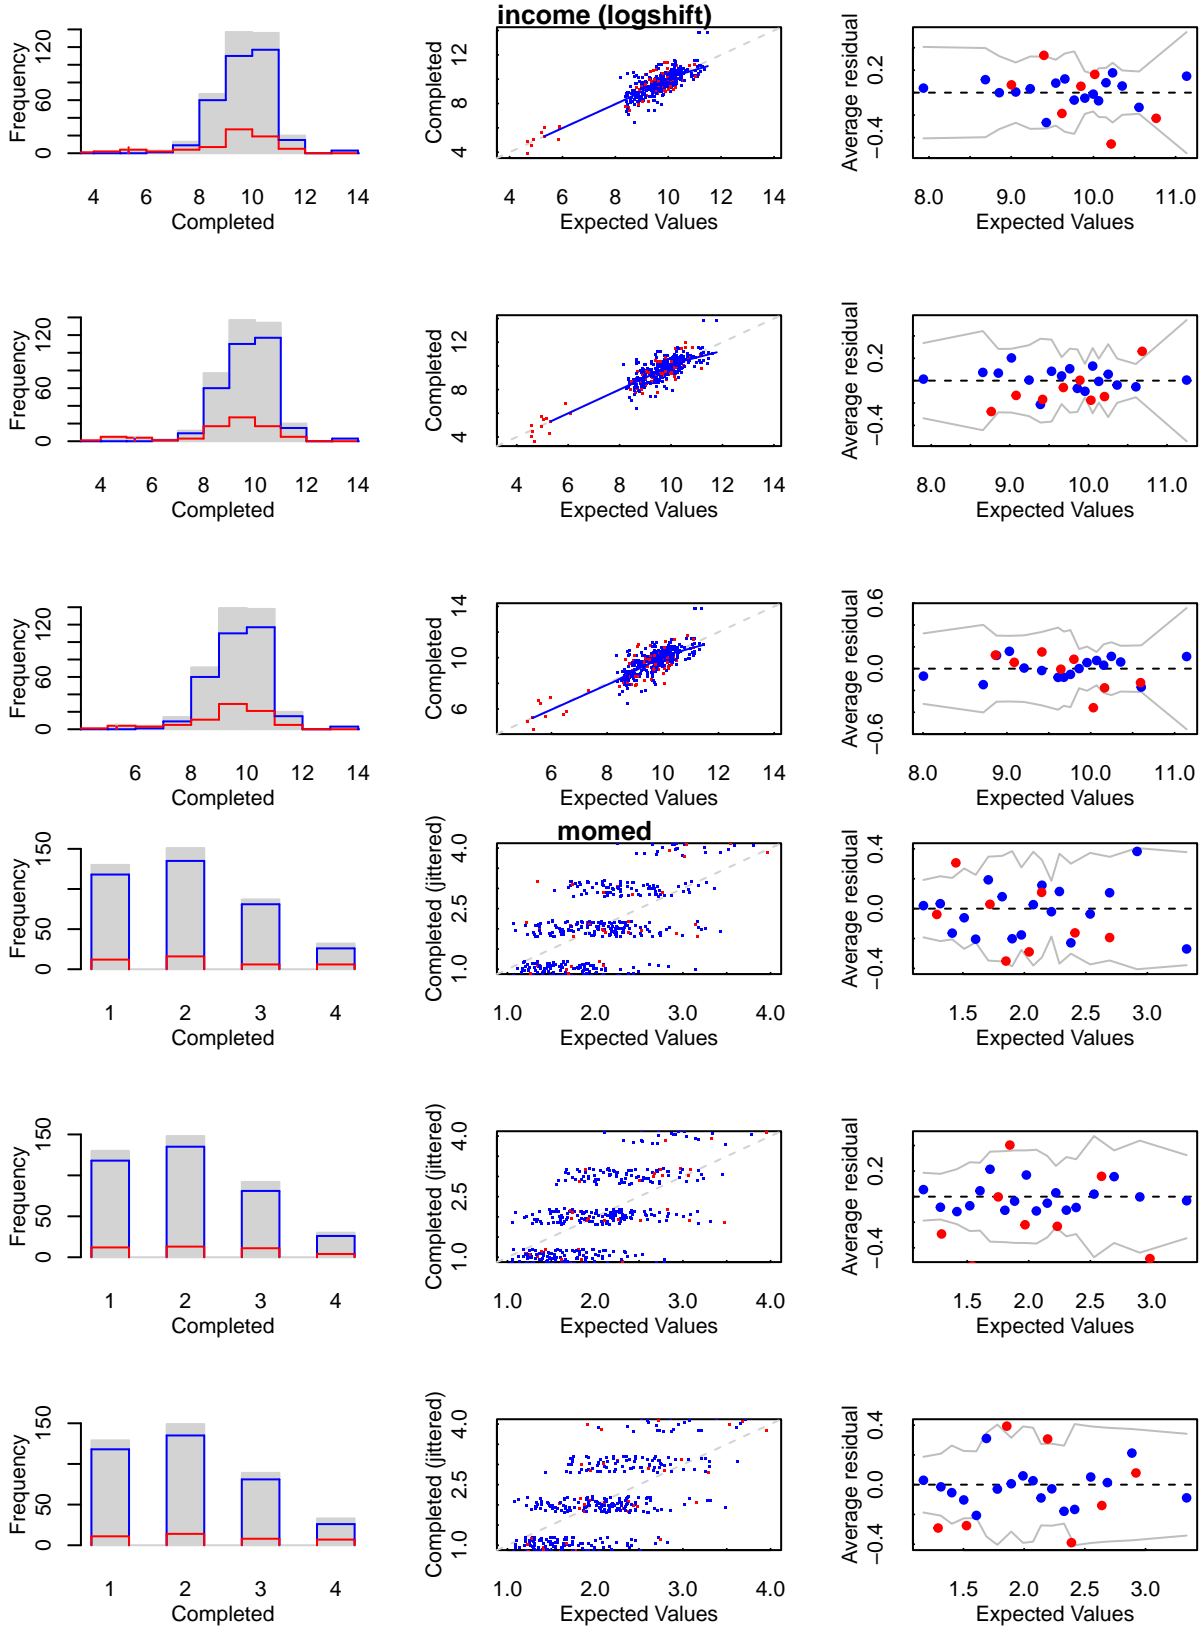 income (logshift)
Frequency
0 60 120
4 6 8 10 12 14
Completed
Completed
4 8 12
4 6 8 10 12 14
Expected Values
Average residual
−0.4 0.2
8.0 9.0 10.0 11.0
Expected Values
Frequency
0 60 120
4 6 8 10 12 14
Completed
Completed
4 8 12
4 6 8 10 12 14
Expected Values
Average residual
−0.4 0.2
8.0 9.0 10.0 11.0
Expected Values
Frequency
0 60 120
6 8 10 12 14
Completed
Completed
6 10 14
6 8 10 12 14
Expected Values
Average residual
−0.6 0.0 0.6
8.0 9.0 10.0 11.0
Expected Values
momed
Frequency
0 50 150
1 2 3 4
Completed
Completed (jittered)
1.0 2.5 4.0
1.0 2.0 3.0 4.0
Expected Values
Average residual
−0.4 0.0 0.4
1.5 2.0 2.5 3.0
Expected Values
Frequency
0 50 150
1 2 3 4
Completed
Completed (jittered)
1.0 2.5 4.0
1.0 2.0 3.0 4.0
Expected Values
Average residual
−0.4 0.2
1.5 2.0 2.5 3.0
Expected Values
Frequency
0 50 150
1 2 3 4
Completed
Completed (jittered)
1.0 2.5 4.0
1.0 2.0 3.0 4.0
Expected Values
Average residual
−0.4 0.0 0.4
1.5 2.0 2.5 3.0
Expected Values